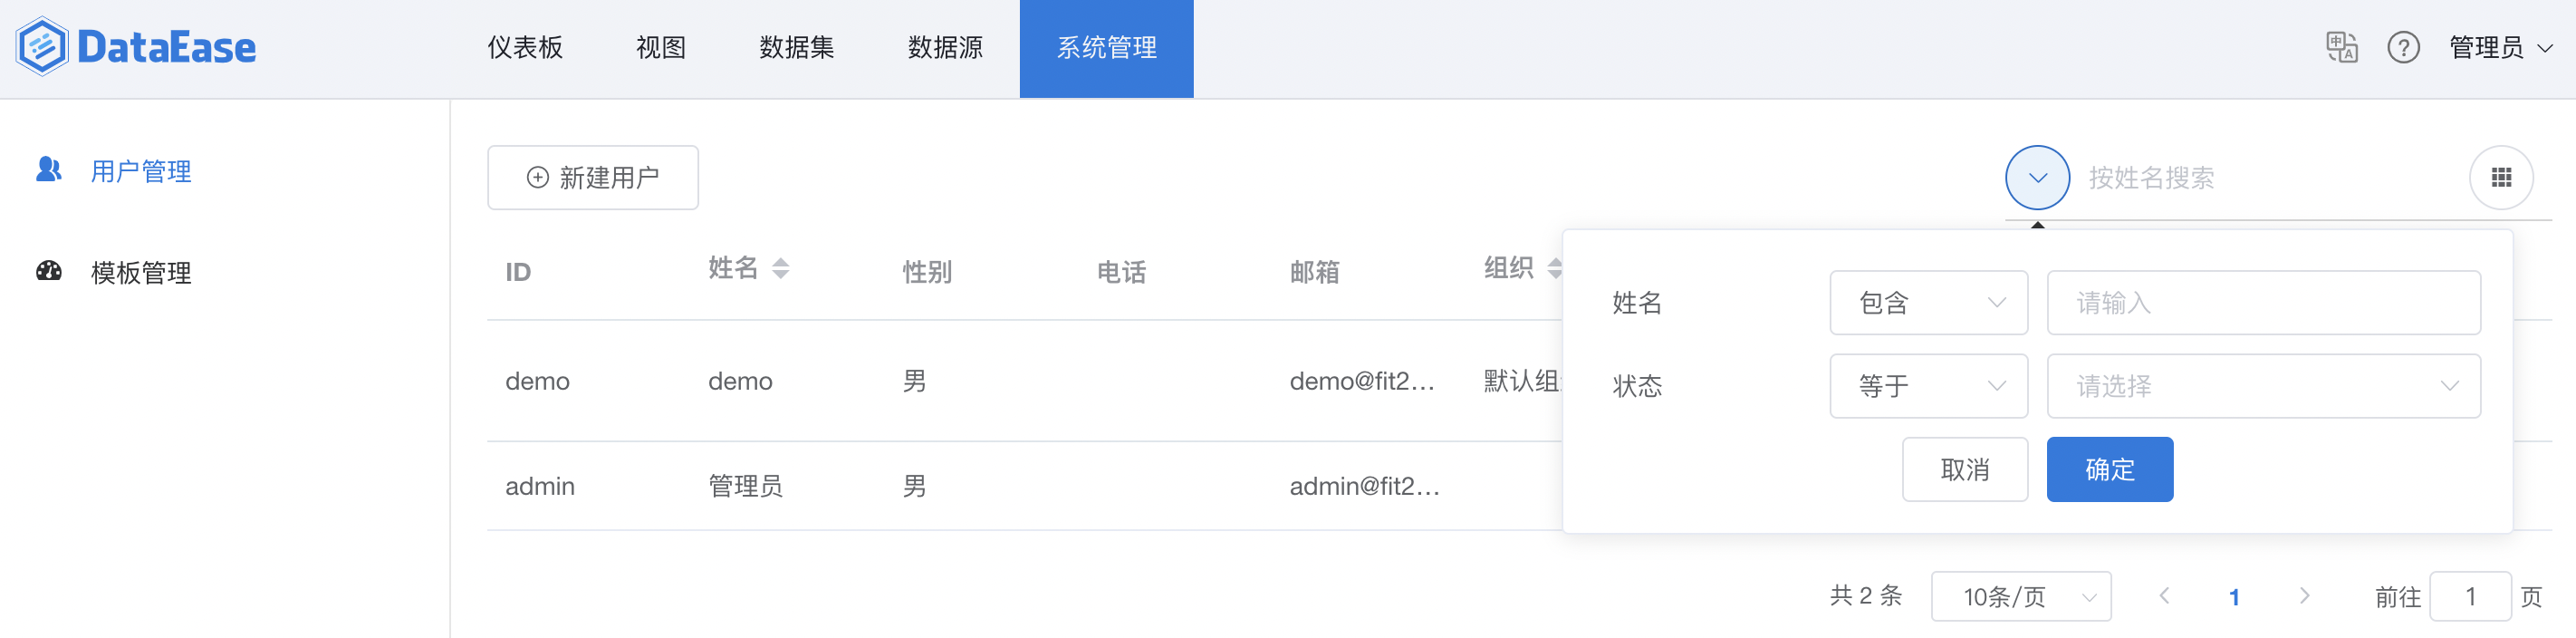 DataEase 仪表板 视图 数据集 数据源 系统管理 管理员
用户管理
模板管理
新建用户 按姓名搜索
ID 姓名 性别 电话 邮箱 组织
demo demo 男 demo@fit2... 默认组
admin 管理员 男 admin@fit2...
姓名 包含 请输入
状态 等于 请选择
取消 确定
共 2 条 10条/页 1 前往 1 页